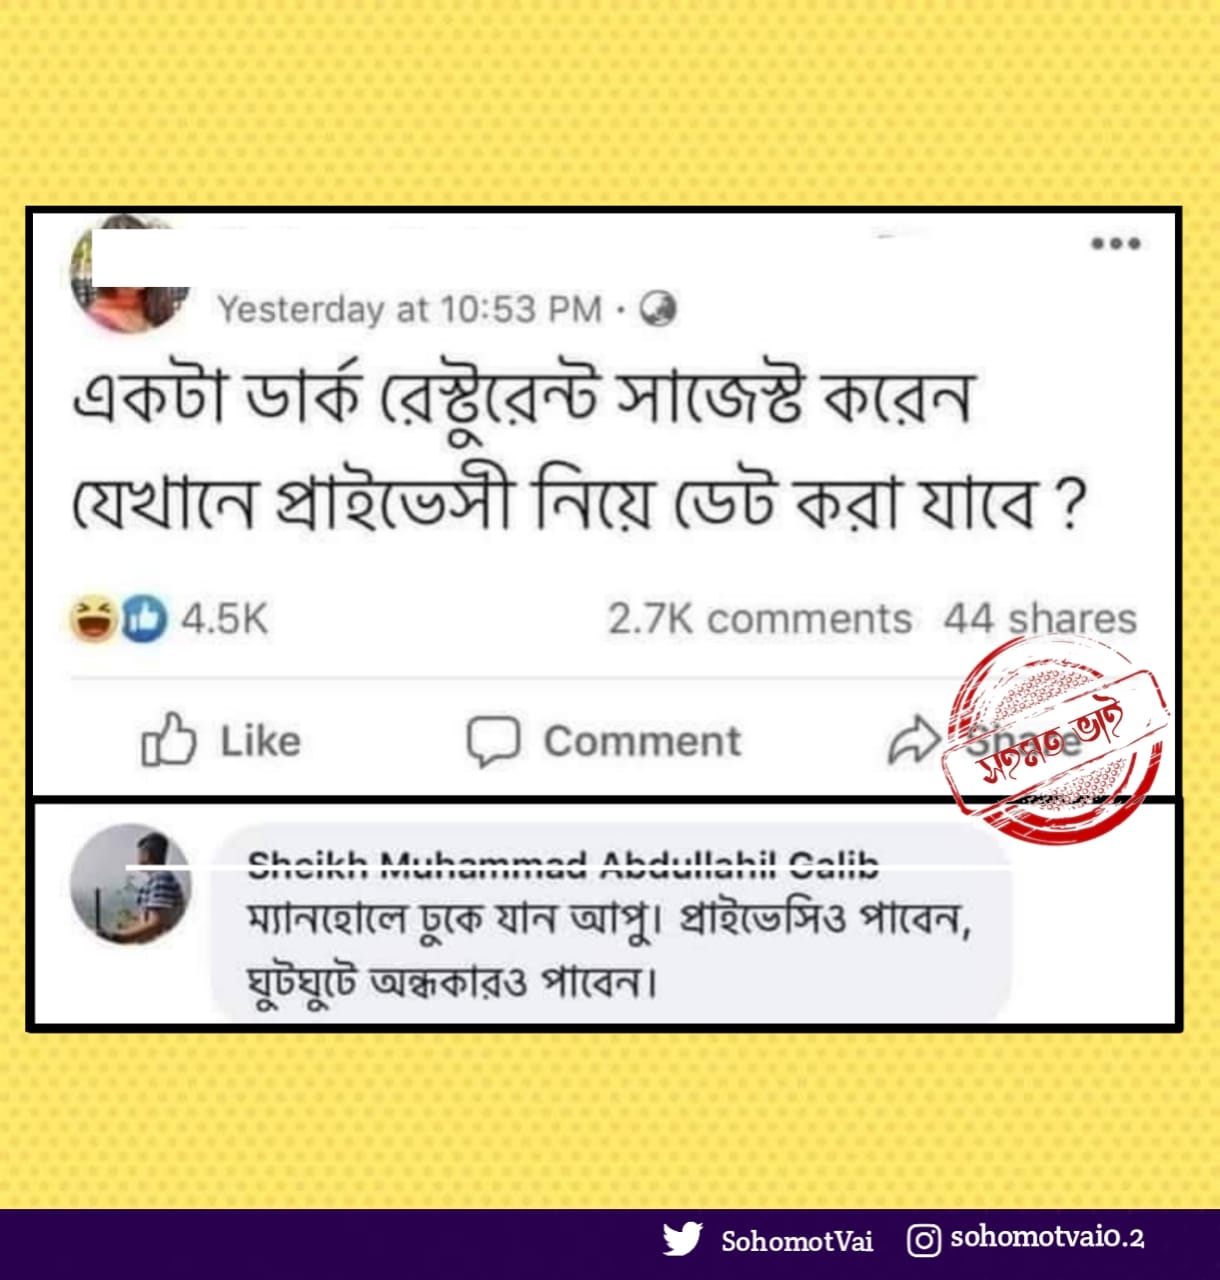 Yesterday at 10:53 PM ·
একটা ডার্ক রেস্টুরেন্ট সাজেস্ট করেন
যেখানে প্রাইভেসী নিয়ে ডেট করা যাবে ?
4.5K 2.7K comments 44 shares
Like Comment Share
সহমত ভাই
Sheikh Muhammad Abdullahil Galib
ম্যানহোলে ঢুকে যান আপু। প্রাইভেসিও পাবেন,
ঘুটঘুটে অন্ধকারও পাবেন।
SohomotVai sohomotvaio.2